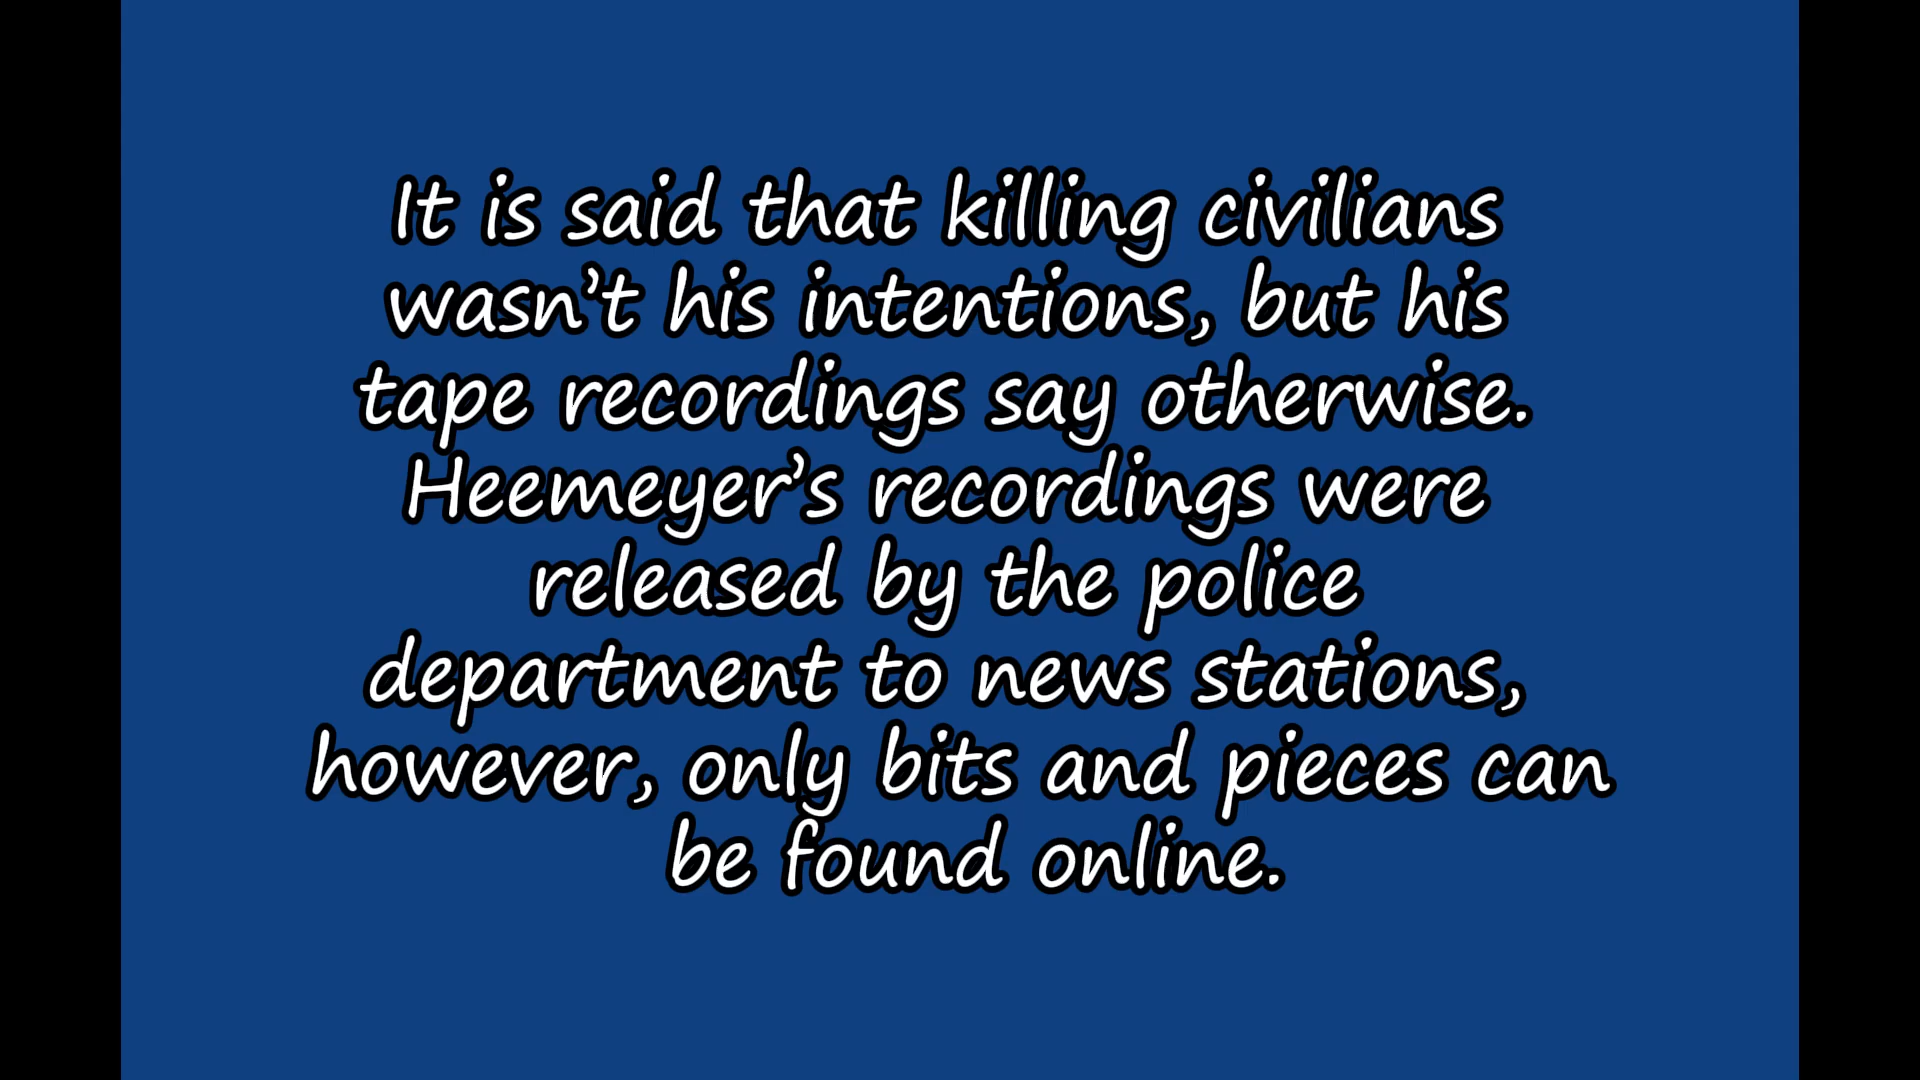 It is said that killing civilians
wasn’t his intentions, but his
tape recordings say otherwise.
Heemeyer’s recordings were
released by the police
department to news stations,
however, only bits and pieces can
be found online.